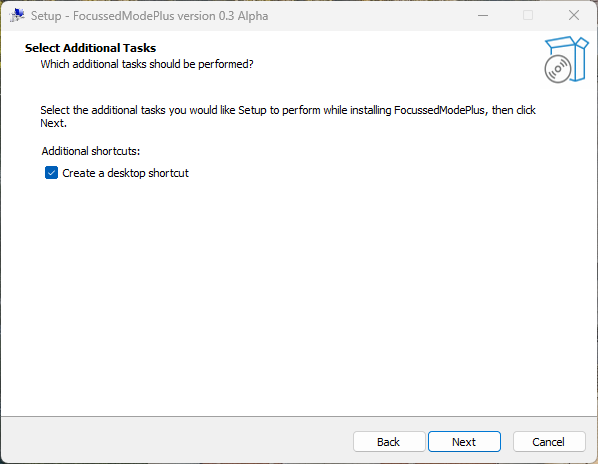 Setup - FocussedModePlus version 0.3 Alpha
Select Additional Tasks
Which additional tasks should be performed?
Select the additional tasks you would like Setup to perform while installing FocussedModePlus, then click
Next.
Additional shortcuts:
Create a desktop shortcut
Back
Next
Cancel